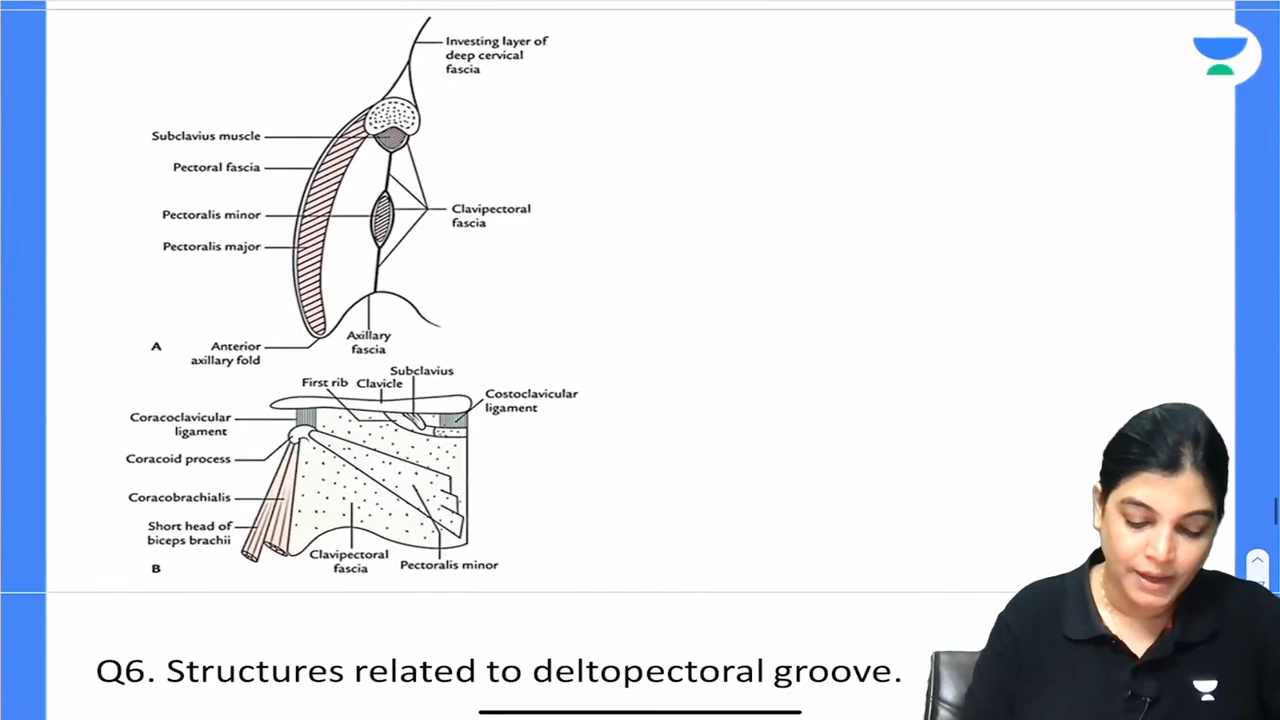 Investing layer of
deep cervical
fascia
Subclavius muscle
Pectoral fascia
Pectoralis minor
Pectoralis major
Clavipectoral
fascia
Axillary
fascia
A
Anterior
axillary fold
Subclavius
First rib
Clavicle
Costoclavicular
ligament
Coracoclavicular
ligament
Coracoid process
Coracobrachialis
Short head of
biceps brachii
Clavipectoral
fascia
Pectoralis minor
B
Q6. Structures related to deltopectoral groove.